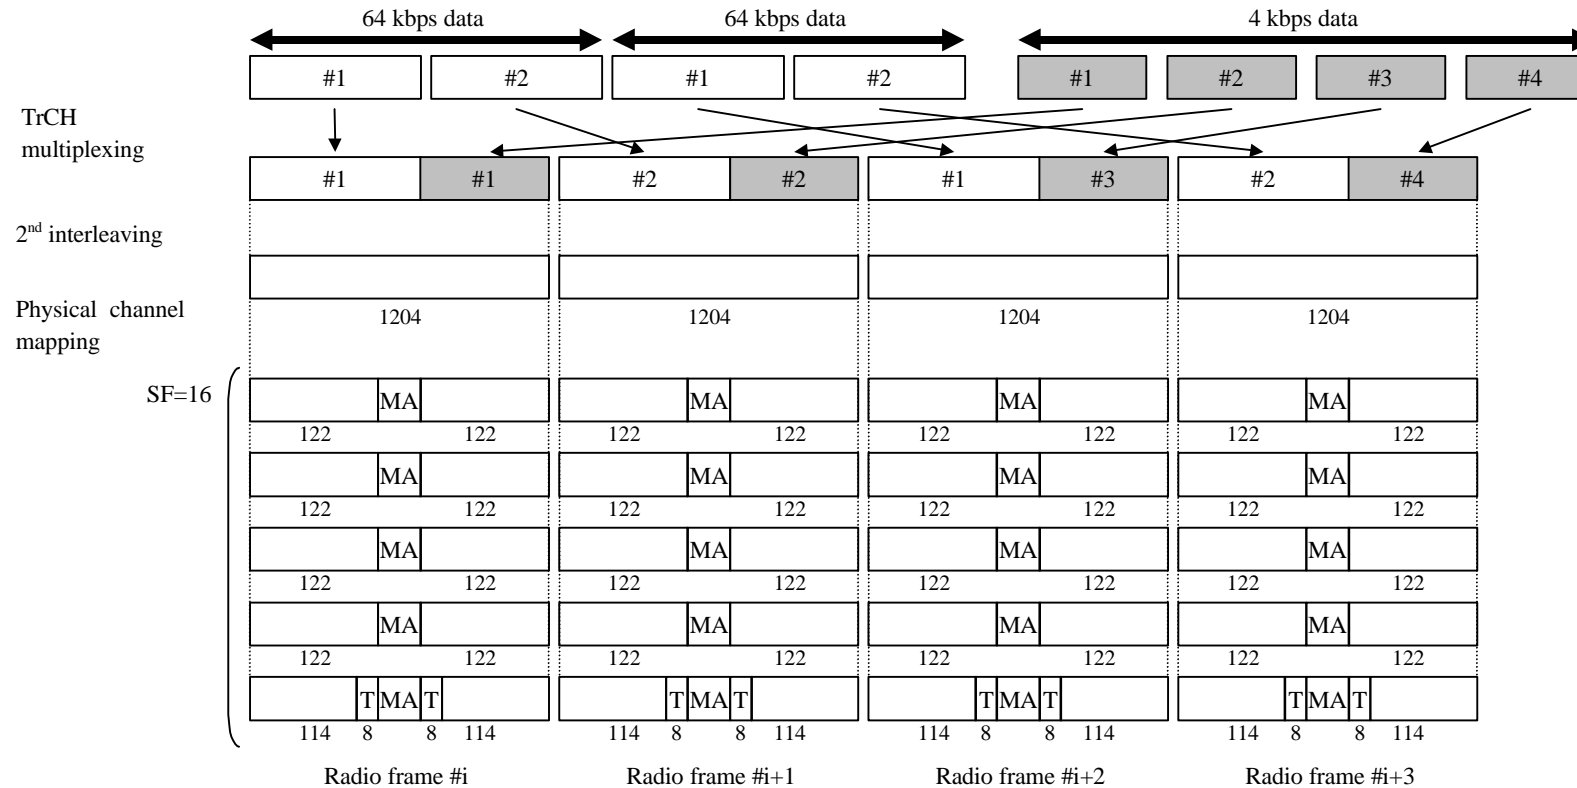 64 kbps data 64 kbps data 4 kbps data
#1 #2 #1 #2 #1 #2 #3 #4
TrCH
multiplexing
#1 #1 #2 #2 #1 #3 #2 #4
2nd interleaving
Physical channel
mapping
1204 1204 1204 1204
SF=16
MA MA MA MA
122 122 122 122 122 122 122 122
MA MA MA MA
122 122 122 122 122 122 122 122
MA MA MA MA
122 122 122 122 122 122 122 122
MA MA MA MA
122 122 122 122 122 122 122 122
T MA T T MA T T MA T T MA T
114 8 8 114 114 8 8 114 114 8 8 114 114 8 8 114
Radio frame #i Radio frame #i+1 Radio frame #i+2 Radio frame #i+3